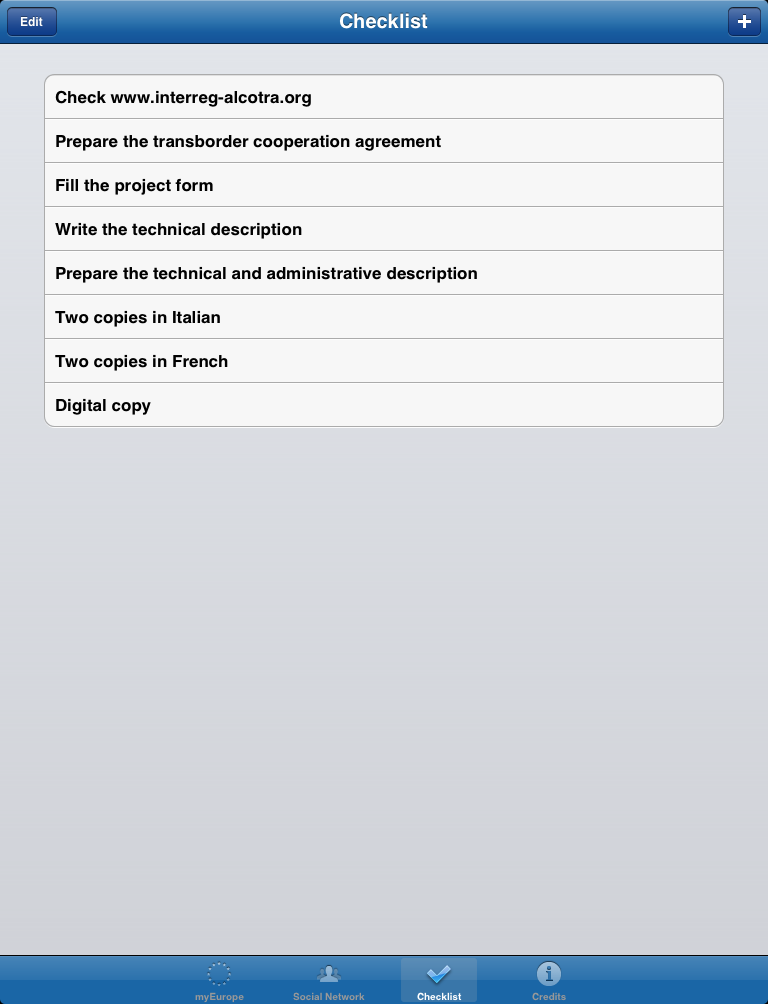 Edit
Checklist
+
Check www.interreg-alcotra.org
Prepare the transborder cooperation agreement
Fill the project form
Write the technical description
Prepare the technical and administrative description
Two copies in Italian
Two copies in French
Digital copy
myEurope
Social Network
Checklist
Credits